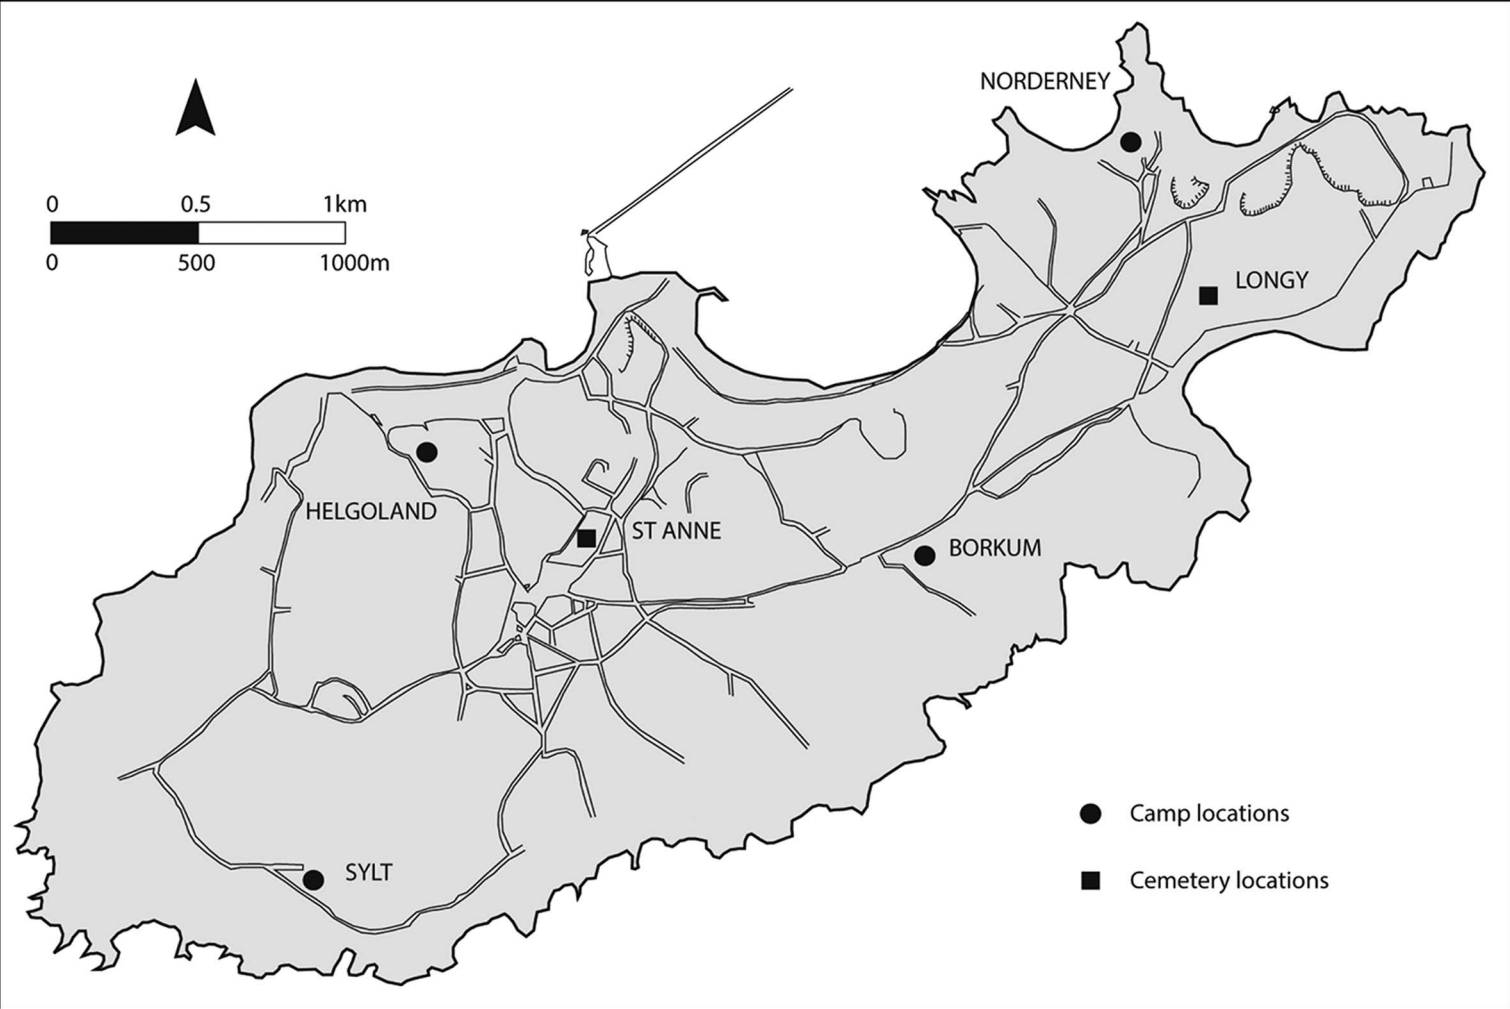 NORDERNEY
0 0.5 1km
0 500 1000m
LONGY
HELGOLAND
ST ANNE
BORKUM
Camp locations
SYLT
Cemetery locations